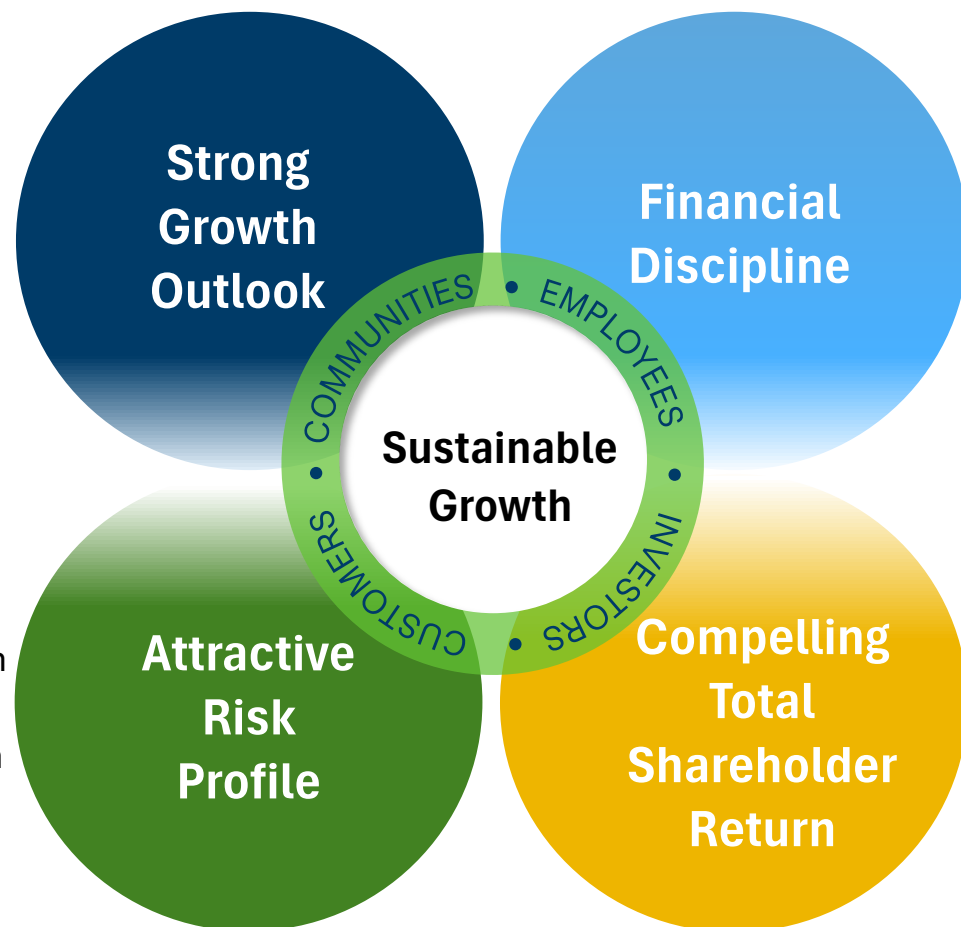 Strong
Growth
Outlook
Financial
Discipline
COMMUNITIES • EMPLOYEES • INVESTORS • CUSTOMERS •
Sustainable
Growth
Attractive
Risk
Profile
Compelling
Total
Shareholder
Return